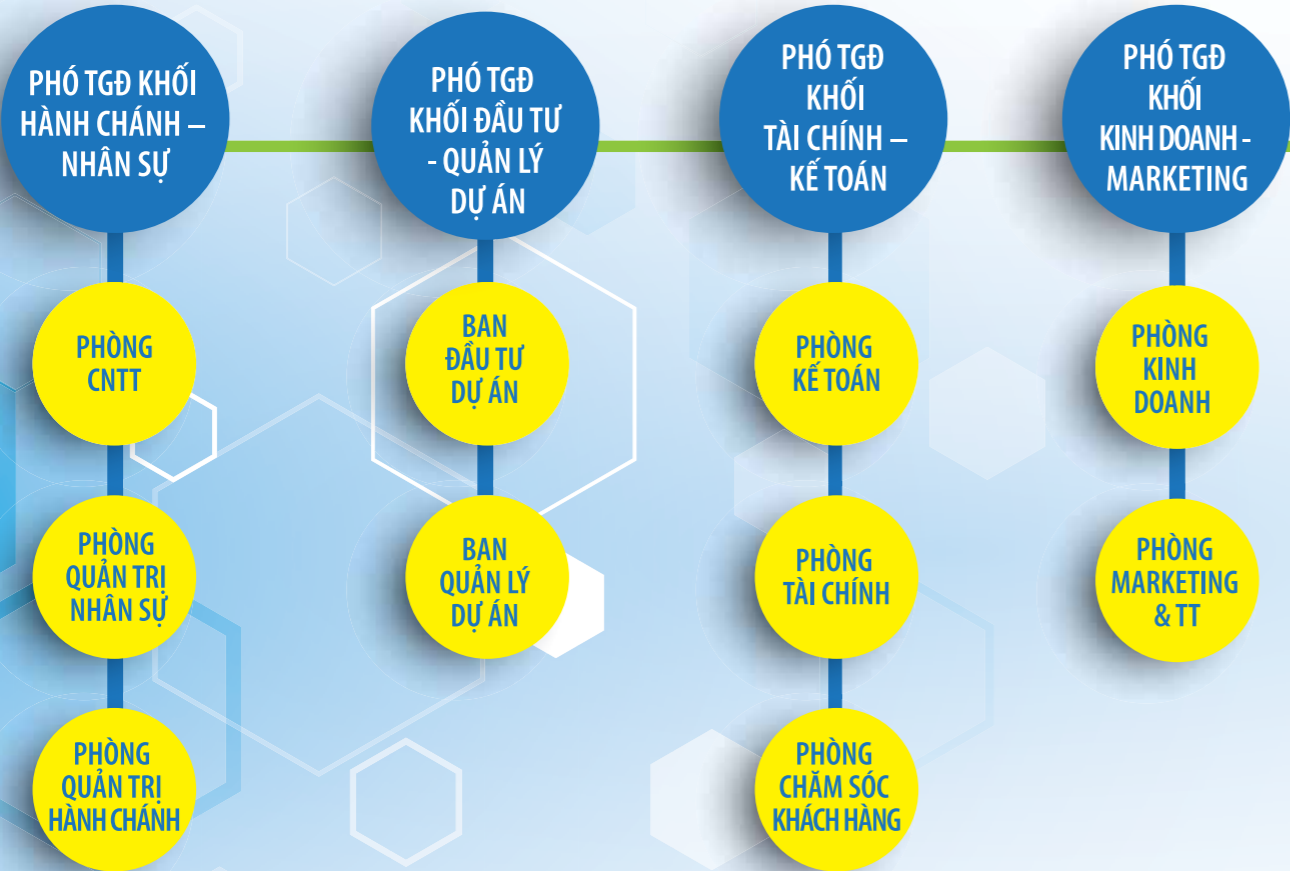 PHÓ TGĐ KHỐI
HÀNH CHÁNH –
NHÂN SỰ
PHÓ TGĐ
KHỐI ĐẦU TƯ
- QUẢN LÝ
DỰ ÁN
PHÓ TGĐ
KHỐI
TÀI CHÍNH –
KẾ TOÁN
PHÓ TGĐ
KHỐI
KINH DOANH -
MARKETING
PHÒNG
CNTT
BAN
ĐẦU TƯ
DỰ ÁN
PHÒNG
KẾ TOÁN
PHÒNG
KINH
DOANH
PHÒNG
QUẢN TRỊ
NHÂN SỰ
BAN
QUẢN LÝ
DỰ ÁN
PHÒNG
TÀI CHÍNH
PHÒNG
MARKETING
& TT
PHÒNG
QUẢN TRỊ
HÀNH CHÁNH
PHÒNG
CHĂM SÓC
KHÁCH HÀNG